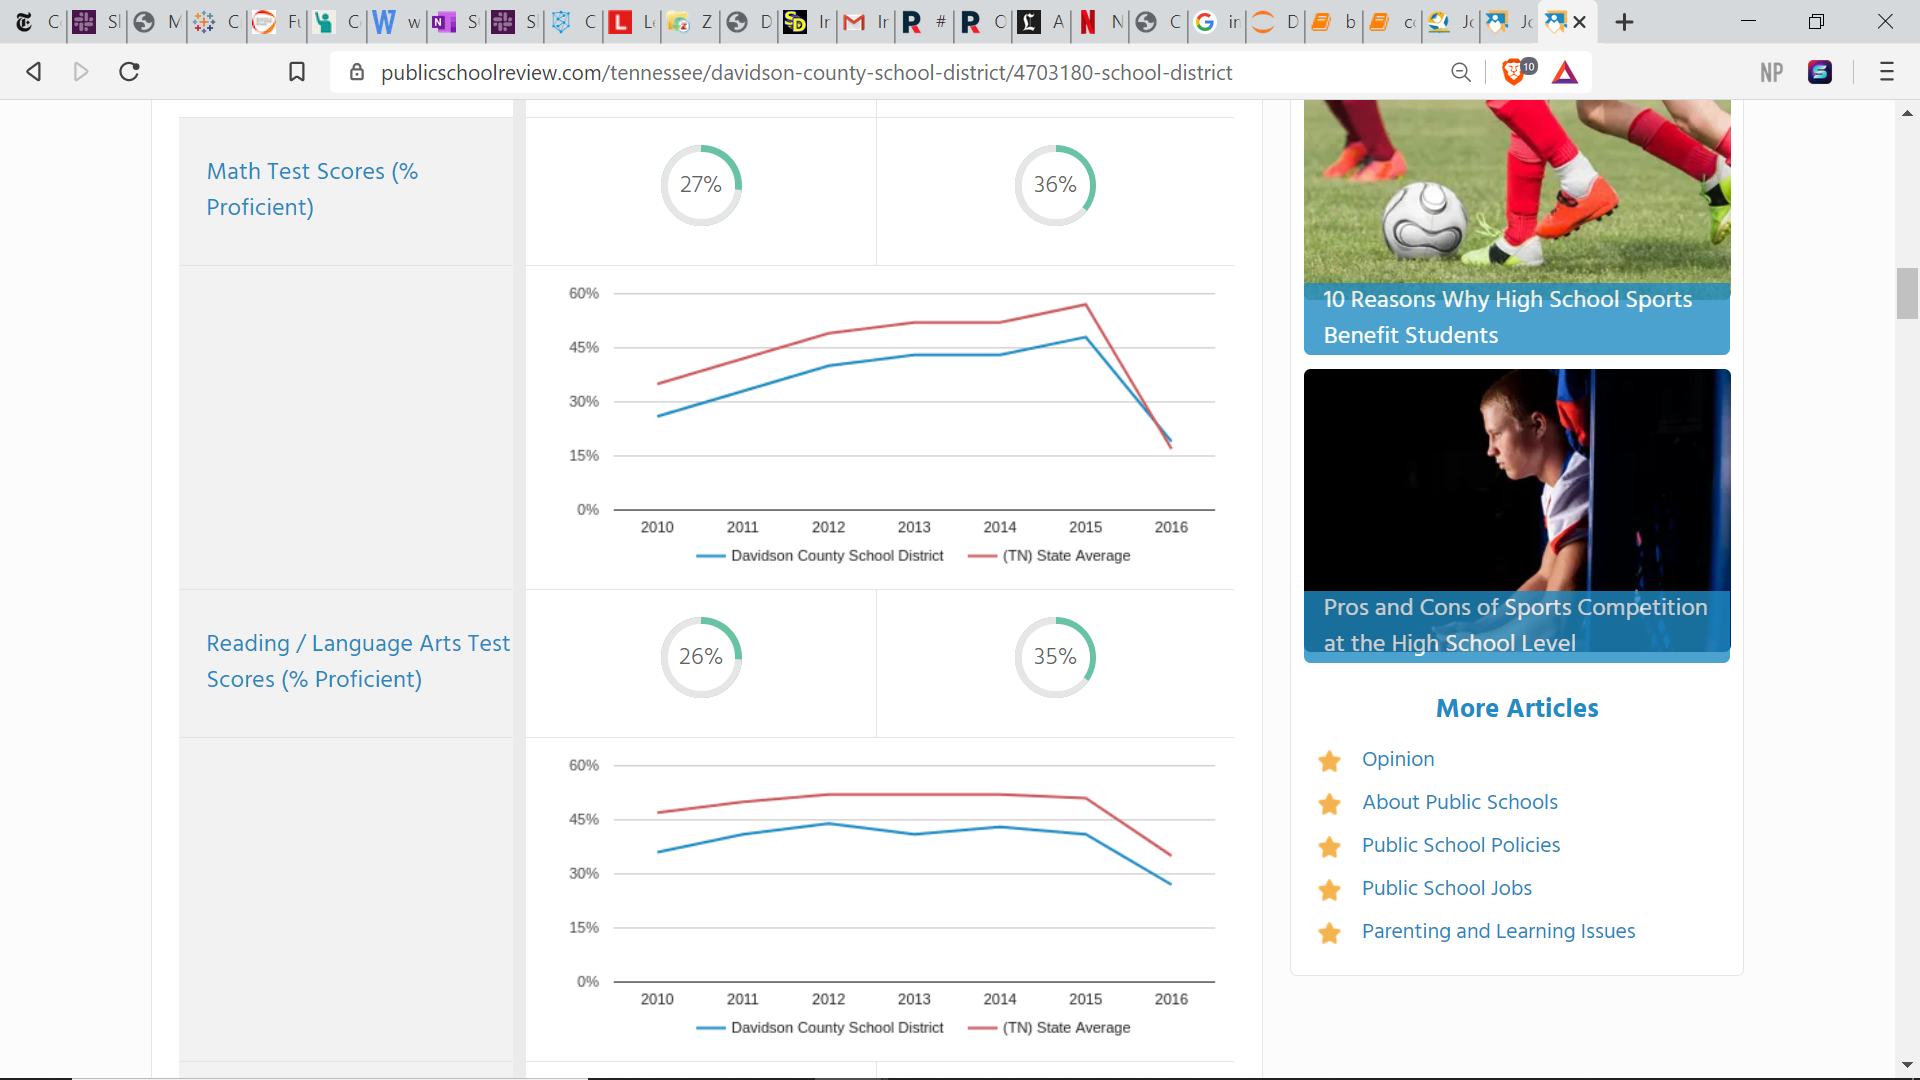 publicschoolreview.com/tennessee/davidson-county-school-district/4703180-school-district
10
NP
Math Test Scores (%
Proficient)
27%
36%
60%
45%
30%
15%
0%
2010 2011 2012 2013 2014 2015 2016
Davidson County School District (TN) State Average
Reading / Language Arts Test
Scores (% Proficient)
26%
35%
60%
45%
30%
15%
0%
2010 2011 2012 2013 2014 2015 2016
Davidson County School District (TN) State Average
10 Reasons Why High School Sports
Benefit Students
Pros and Cons of Sports Competition
at the High School Level
More Articles
Opinion
About Public Schools
Public School Policies
Public School Jobs
Parenting and Learning Issues